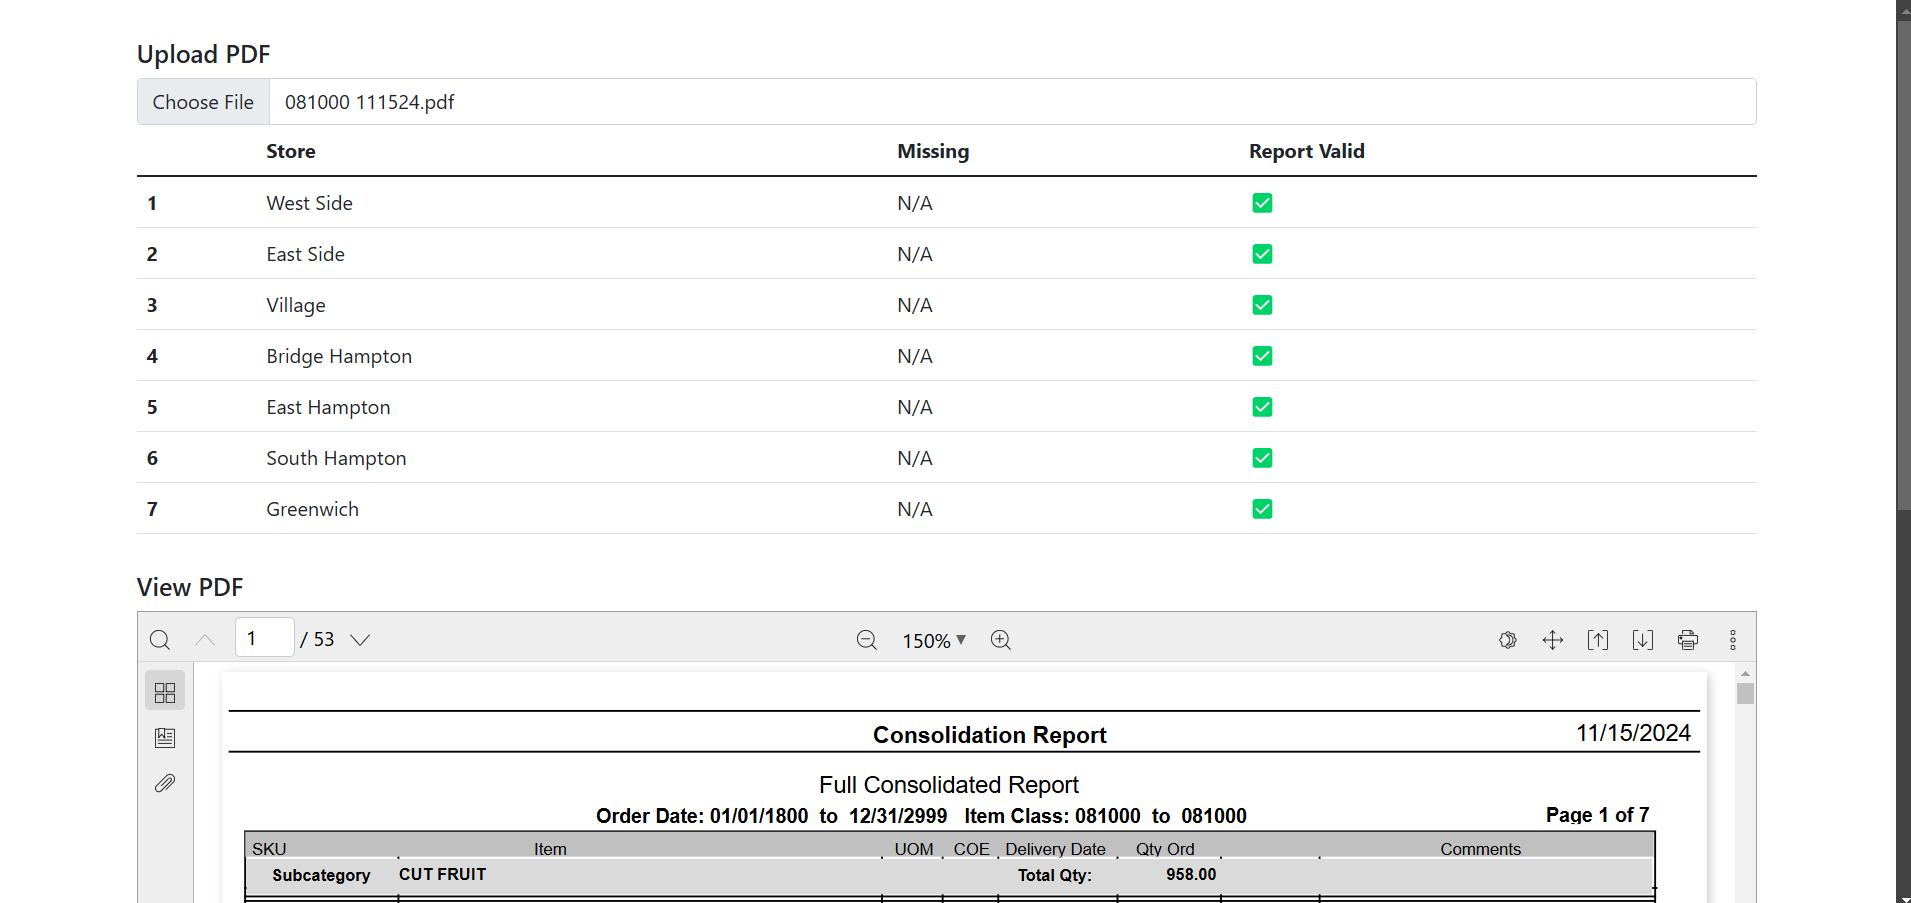 Upload PDF
Choose File 081000 111524.pdf
Store Missing Report Valid
1 West Side N/A
2 East Side N/A
3 Village N/A
4 Bridge Hampton N/A
5 East Hampton N/A
6 South Hampton N/A
7 Greenwich N/A
View PDF
1 / 53 150%
Consolidation Report 11/15/2024
Full Consolidated Report
Order Date: 01/01/1800 to 12/31/2999 Item Class: 081000 to 081000 Page 1 of 7
SKU Item UOM COE Delivery Date Qty Ord Comments
Subcategory CUT FRUIT Total Qty: 958.00